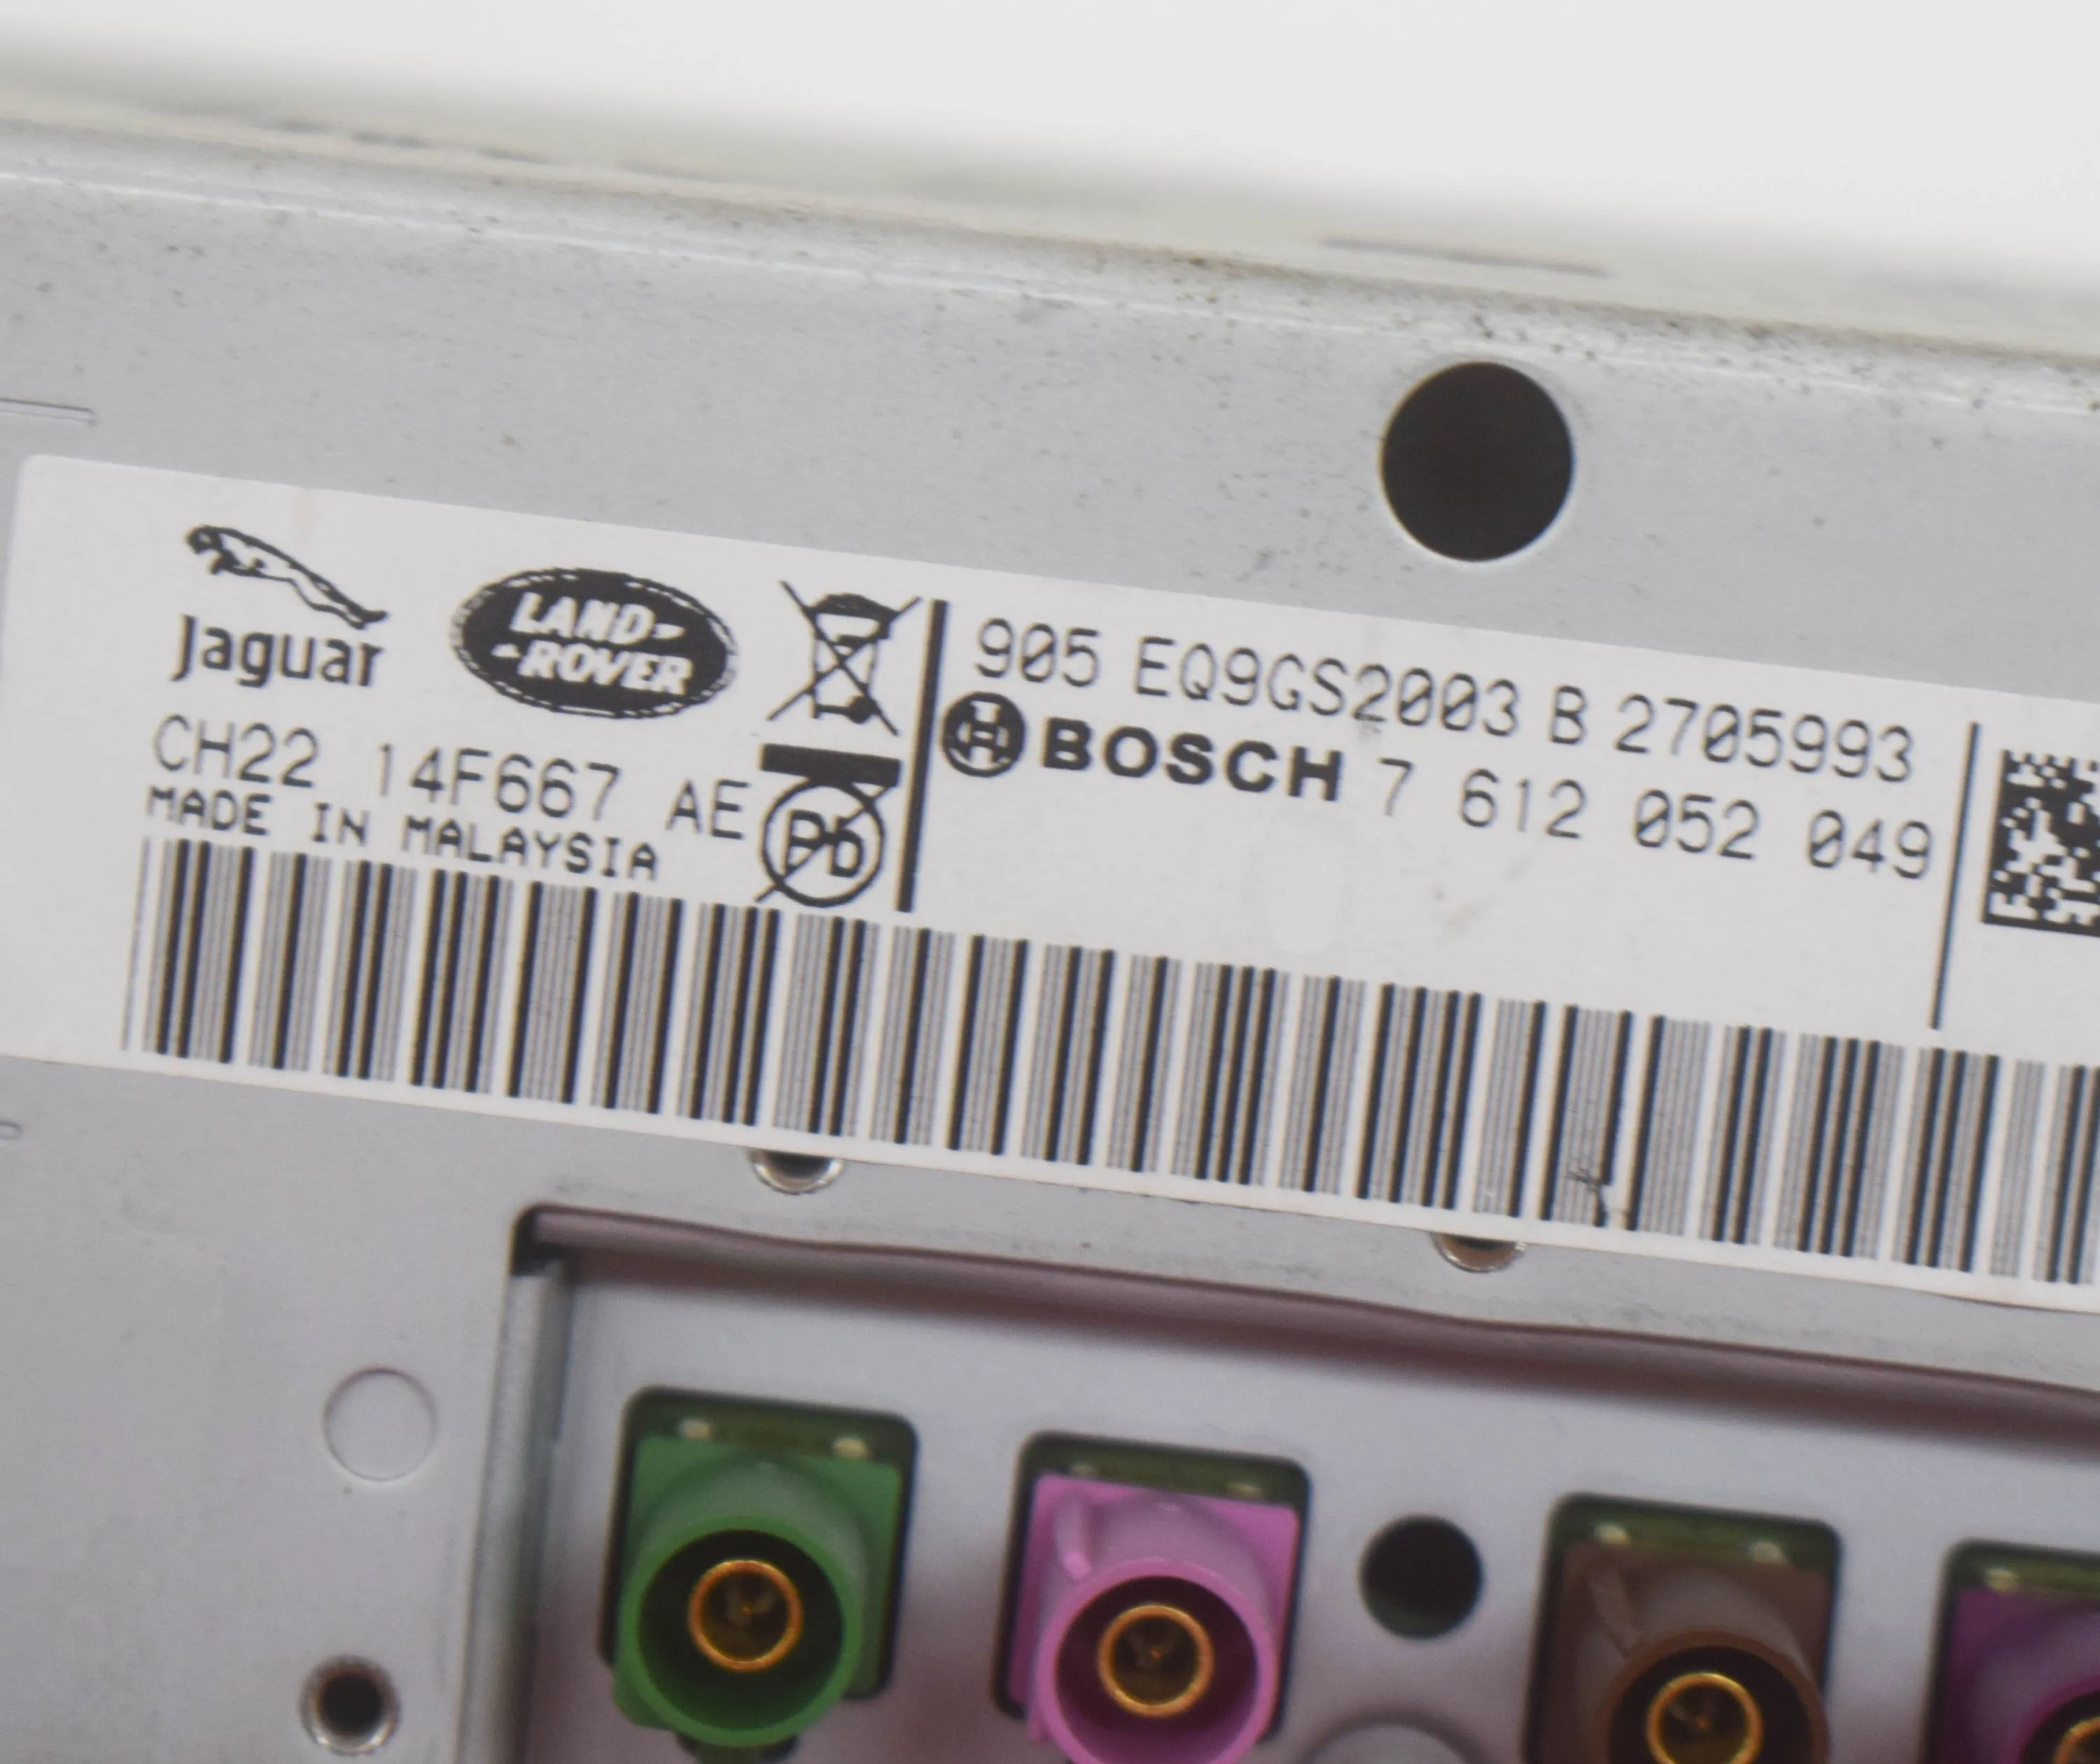 Jaguar
LAND-
-ROVER
CH22 14F667 AE
MADE IN MALAYSIA
Pb
905 EQ9GS2003 B 2705993
BOSCH 7 612 052 049